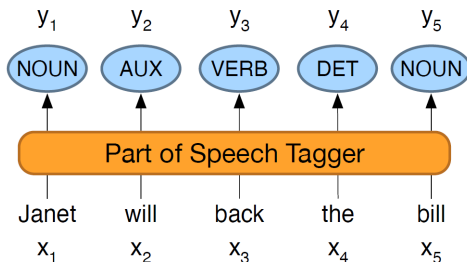 y₁ y₂ y₃ y₄ y₅
NOUN AUX VERB DET NOUN
Part of Speech Tagger
Janet will back the bill
x₁ x₂ x₃ x₄ x₅